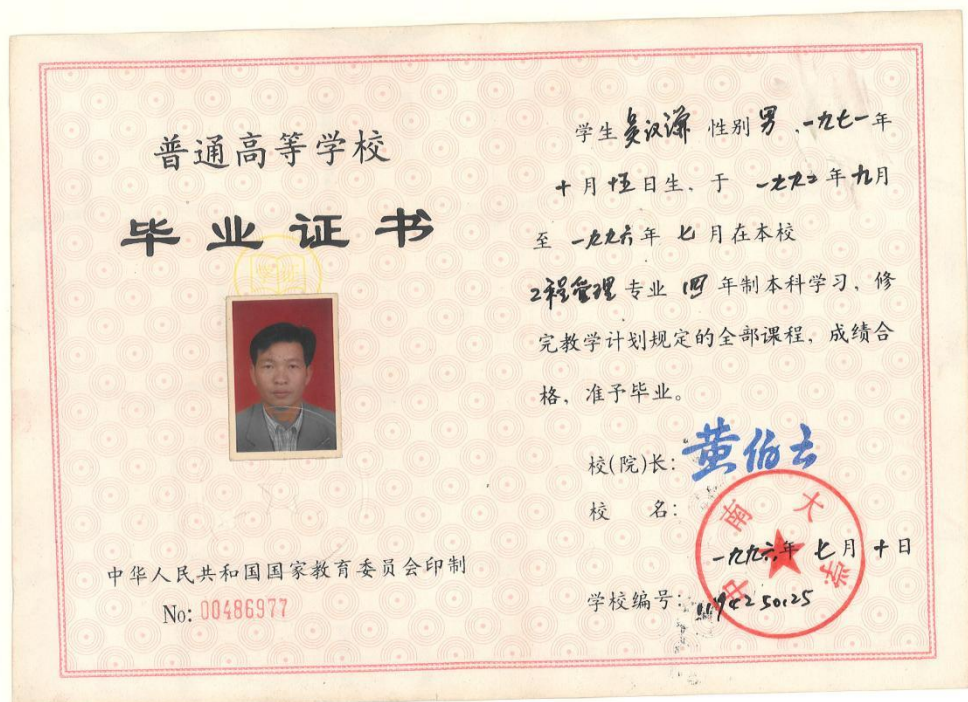 普通高等学校
毕业证书
中华人民共和国国家教育委员会印制
No: 00486977
学生吴汉谦 性别男、一九七一年
十月十五日生、于 一九九二年九月
至 一九九六年 七月在本校
工程管理专业 四年制本科学习，修
完教学计划规定的全部课程，成绩合
格，准予毕业。
校(院)长：黄伯云
校 名：
中南大学
一九九六年 七月十日
学校编号：